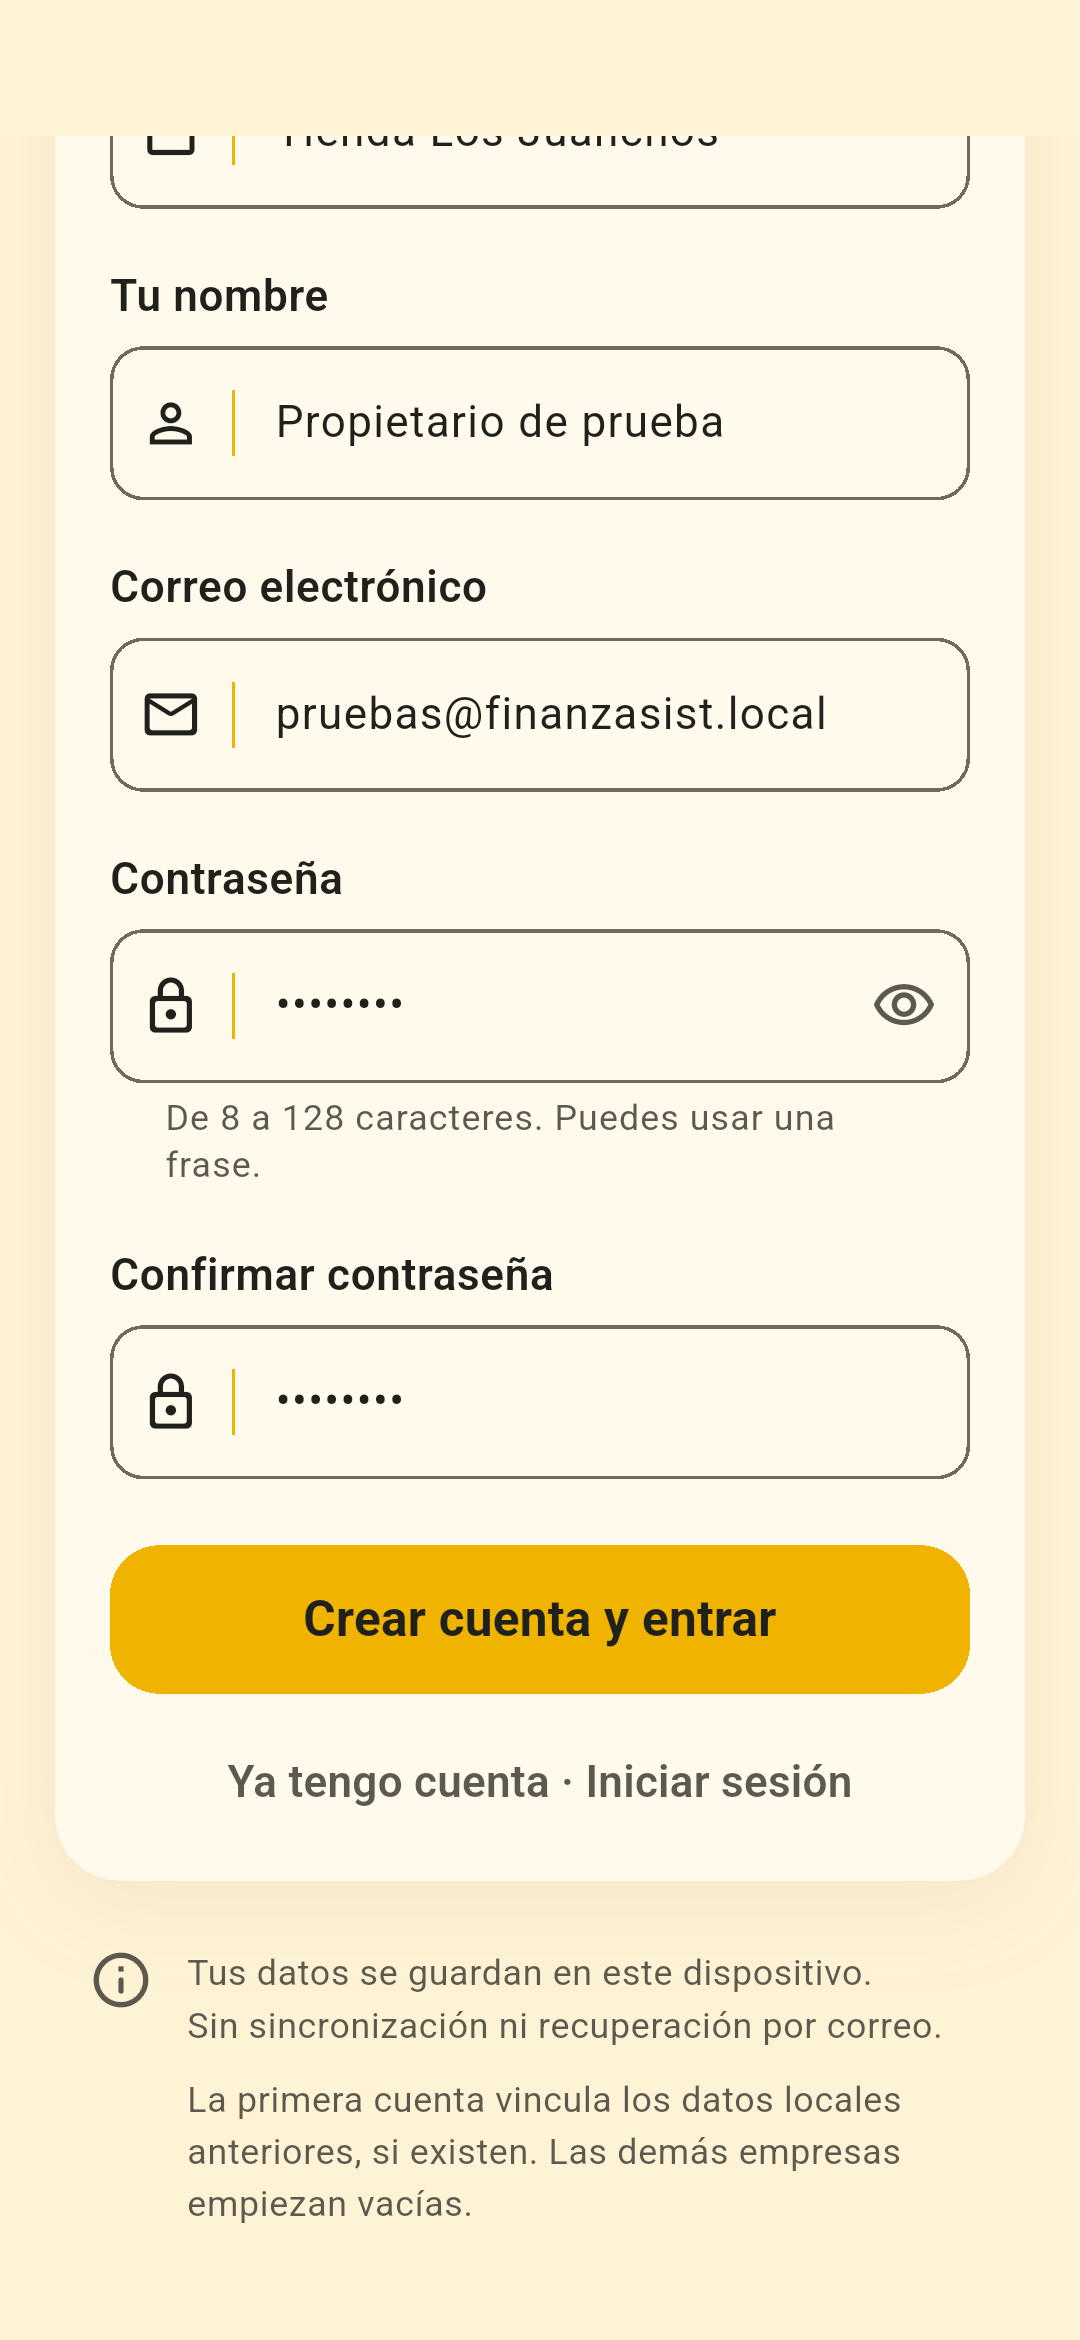 Tienda Los Juanchos
Tu nombre
Propietario de prueba
Correo electrónico
pruebas@finanzasist.local
Contraseña
••••••••
De 8 a 128 caracteres. Puedes usar una
frase.
Confirmar contraseña
••••••••
Crear cuenta y entrar
Ya tengo cuenta · Iniciar sesión
Tus datos se guardan en este dispositivo.
Sin sincronización ni recuperación por correo.
La primera cuenta vincula los datos locales
anteriores, si existen. Las demás empresas
empiezan vacías.